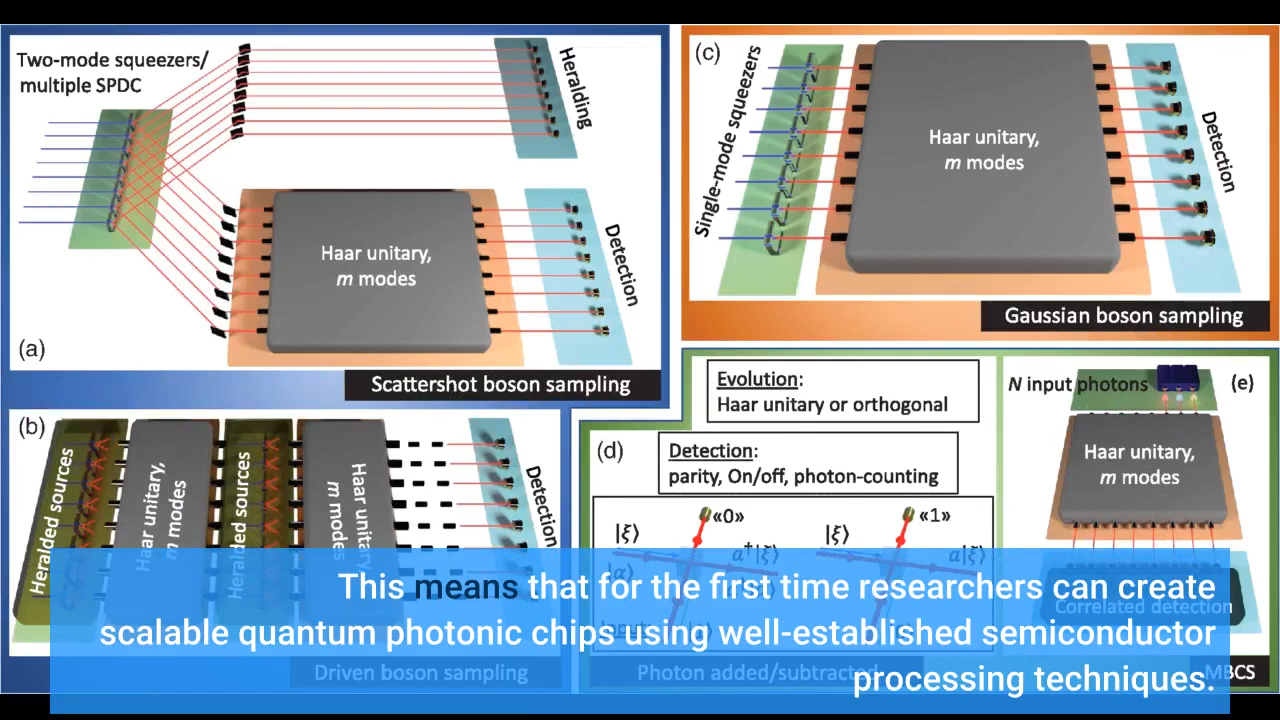 Two-mode squeezers/
multiple SPDC
Heralding
Haar unitary,
m modes
Detection
(a)
Scattershot boson sampling
(c)
Single-mode squeezers
Haar unitary,
m modes
Detection
Gaussian boson sampling
(b)
Heralded sources
Haar unitary,
m modes
Heralded sources
Haar unitary
m modes
Detection
Driven boson sampling
Evolution:
Haar unitary or orthogonal
(d)
Detection:
parity, On/off, photon-counting
«0»
|ξ⟩
a†|ξ⟩
|α⟩
«1»
|ξ⟩
a|ξ⟩
Photon added/subtracted
N input photons
(e)
Haar unitary,
m modes
Correlated detection
MBCS
This means that for the first time researchers can create
scalable quantum photonic chips using well-established semiconductor
processing techniques.